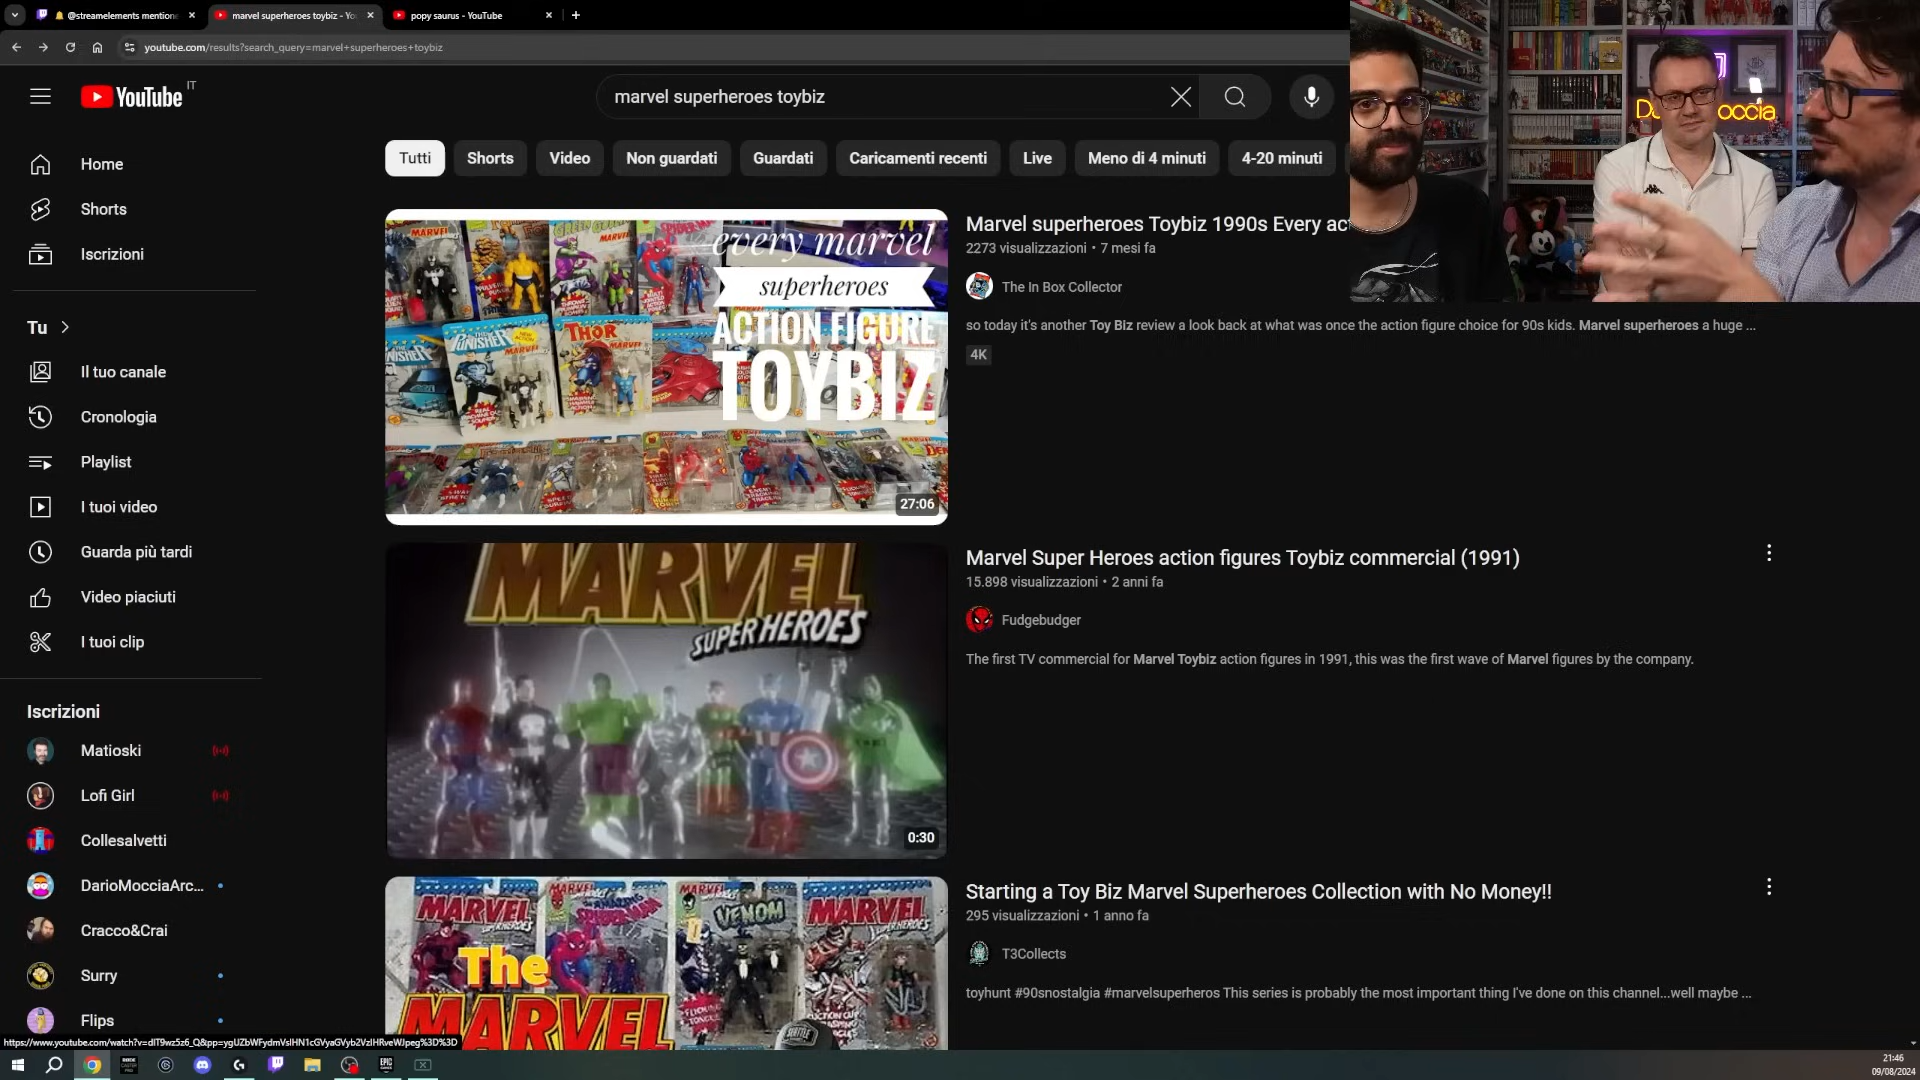 @streamelements mention
marvel superheroes toybiz - Yo
popy saurus - YouTube
youtube.com/results?search_query=marvel+superheroes+toybiz
YouTube IT
marvel superheroes toybiz
Tutti
Shorts
Video
Non guardati
Guardati
Caricamenti recenti
Live
Meno di 4 minuti
4-20 minuti
Home
Shorts
Iscrizioni
Tu
Il tuo canale
Cronologia
Playlist
I tuoi video
Guarda più tardi
Video piaciuti
I tuoi clip
Iscrizioni
Matioski
Lofi Girl
Collesalvetti
DarioMocciaArc...
Cracco&Crai
Surry
Flips
every marvel
superheroes
ACTION FIGURE
TOYBIZ
MARVEL
THE PUNISHER
THOR
27:06
Marvel superheroes Toybiz 1990s Every act
2273 visualizzazioni • 7 mesi fa
The In Box Collector
so today it's another Toy Biz review a look back at what was once the action figure choice for 90s kids. Marvel superheroes a huge ...
4K
MARVEL
SUPER HEROES
0:30
Marvel Super Heroes action figures Toybiz commercial (1991)
15.898 visualizzazioni • 2 anni fa
Fudgebudger
The first TV commercial for Marvel Toybiz action figures in 1991, this was the first wave of Marvel figures by the company.
MARVEL
VENOM
MARVEL
The
MARVEL
Starting a Toy Biz Marvel Superheroes Collection with No Money!!
295 visualizzazioni • 1 anno fa
T3Collects
toyhunt #90snostalgia #marvelsuperheros This series is probably the most important thing I've done on this channel...well maybe ...
occia
21:46
09/08/2024